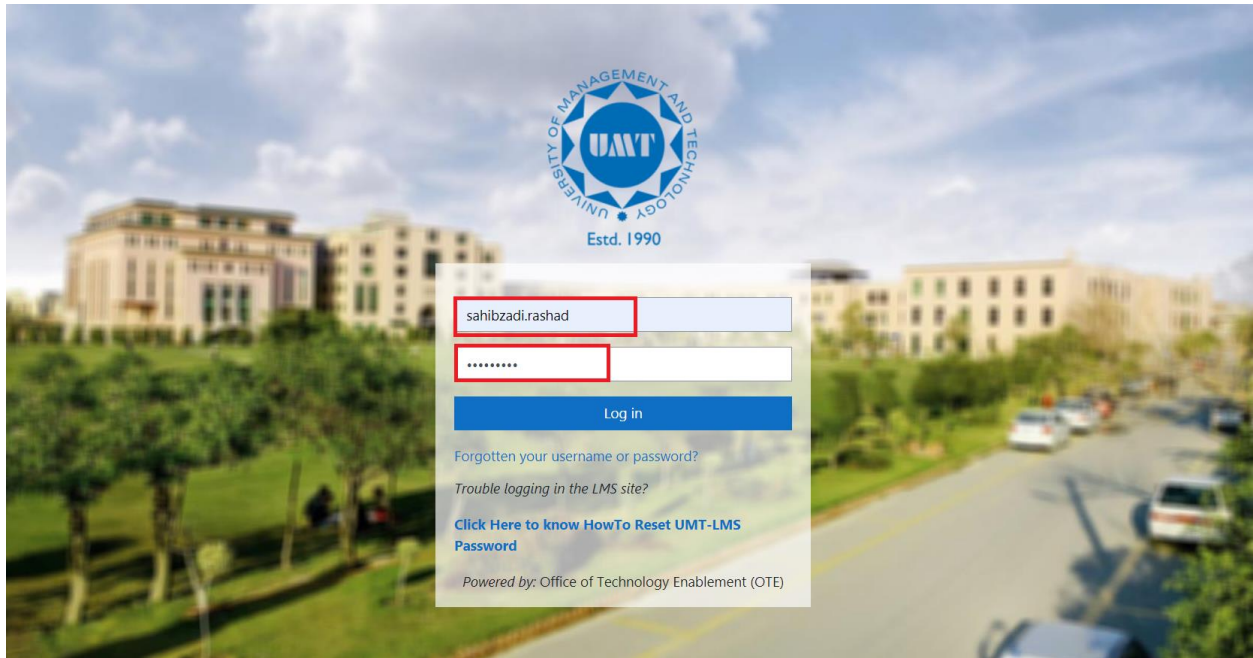 UNIVERSITY OF MANAGEMENT AND TECHNOLOGY
UMT
Estd. 1990
sahibzadi.rashad
•••••••••
Log in
Forgotten your username or password?
Trouble logging in the LMS site?
Click Here to know HowTo Reset UMT-LMS
Password
Powered by: Office of Technology Enablement (OTE)